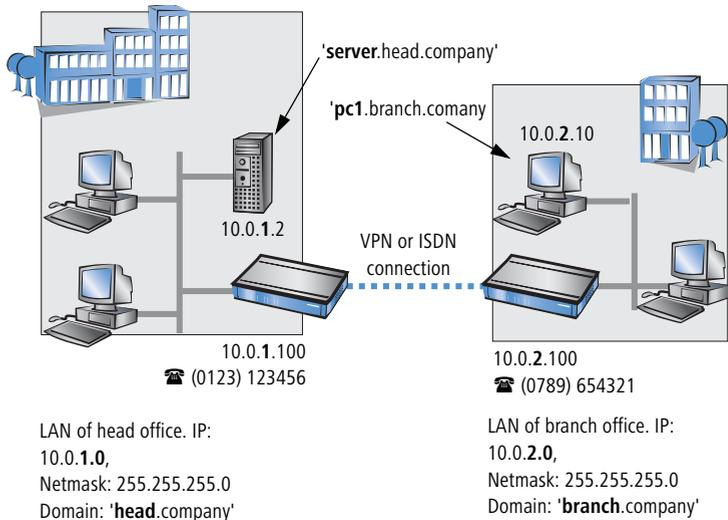 'server.head.company'
'pc1.branch.comany
10.0.2.10
10.0.1.2
VPN or ISDN
connection
10.0.1.100
☎ (0123) 123456
10.0.2.100
☎ (0789) 654321
LAN of head office. IP:
10.0.1.0,
Netmask: 255.255.255.0
Domain: 'head.company'
LAN of branch office. IP:
10.0.2.0,
Netmask: 255.255.255.0
Domain: 'branch.company'